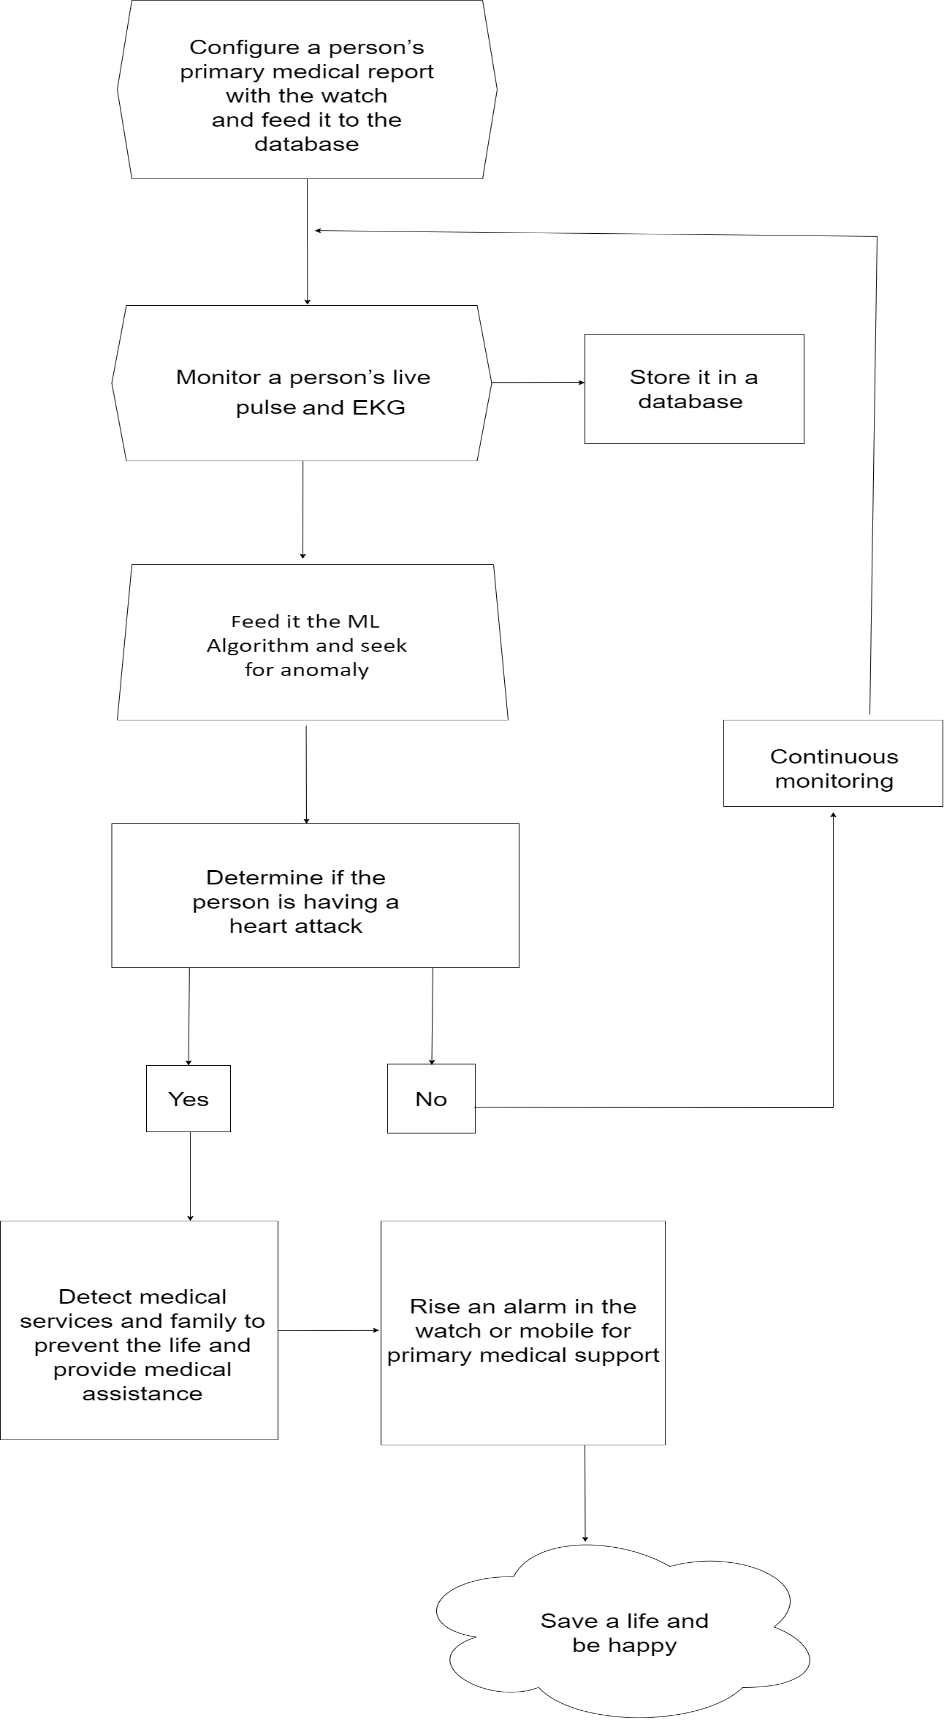 Configure a person's
primary medical report
with the watch
and feed it to the
database
Monitor a person's live
pulse and EKG
Store it in a
database
Feed it the ML
Algorithm and seek
for anomaly
Continuous
monitoring
Determine if the
person is having a
heart attack
Yes
No
Detect medical
services and family to
prevent the life and
provide medical
assistance
Rise an alarm in the
watch or mobile for
primary medical support
Save a life and
be happy